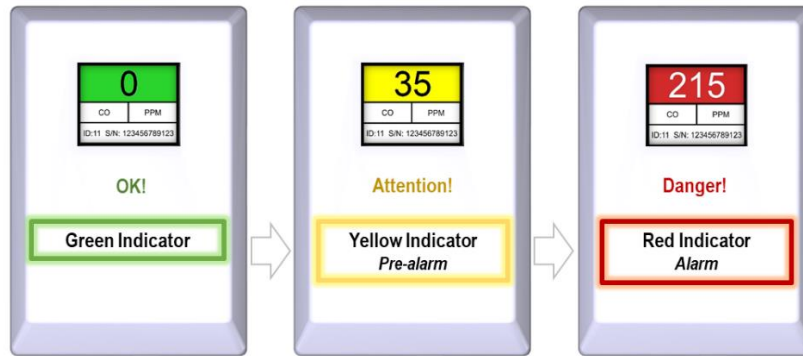 0
CO PPM
ID:11 S/N: 123456789123
OK!
Green Indicator
35
CO PPM
ID:11 S/N: 123456789123
Attention!
Yellow Indicator
Pre-alarm
215
CO PPM
ID:11 S/N: 123456789123
Danger!
Red Indicator
Alarm